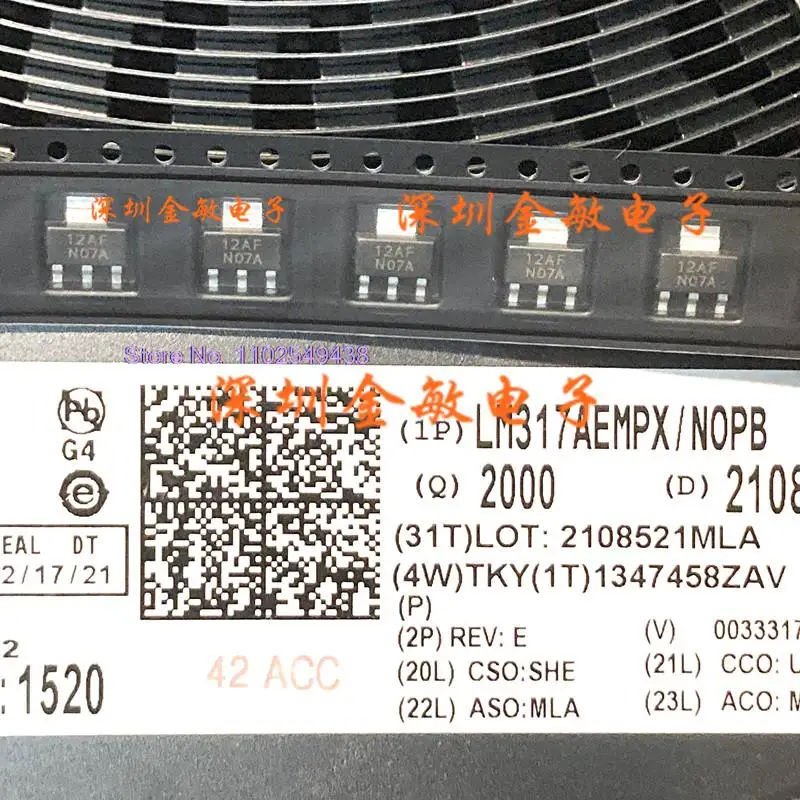 深圳金敏电子
深圳金敏电子
12AF
N07A
12AF
N07A
12AF
N07A
12AF
N07A
12AF
N07A
Store No. 1102549438
深圳金敏电子
Pb
G4
e
(1P) LM317AEMPX/NOPB
(Q) 2000
(D) 2108
(31T)LOT: 2108521MLA
EAL DT
2/17/21
(4W)TKY(1T)1347458ZAV
(P)
(2P) REV: E
(V) 0033317
2
:1520
42 ACC
(20L) CSO:SHE
(21L) CCO: U
(22L) ASO:MLA
(23L) ACO: M